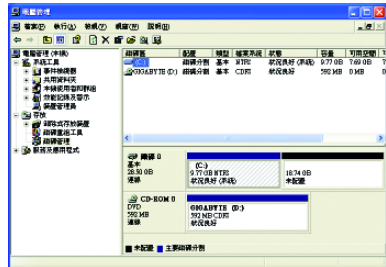 電腦管理
檔案(F) 執行(A) 檢視(V) 視窗(W) 說明(H)
電腦管理 (本機)
系統工具
事件檢視器
共用資料夾
本機使用者和群組
效能記錄及警示
裝置管理員
存放
卸除式存放裝置
磁碟重組工具
磁碟管理
服務及應用程式
磁碟區 配置 類型 檔案系統 狀態 容量 可用空間
(C:) 磁碟分割 基本 NTFS 狀況良好 (系統) 9.77 GB 7.69 GB
GIGABYTE (D:) 磁碟分割 基本 CDFS 狀況良好 592 MB 0 MB
磁碟 0
基本
28.50 GB
連線
(C:)
9.77 GB NTFS
狀況良好 (系統)
18.74 GB
未配置
CD-ROM 0
DVD
592 MB
連線
GIGABYTE (D:)
592 MB CDFS
狀況良好
未配置 主要磁碟分割